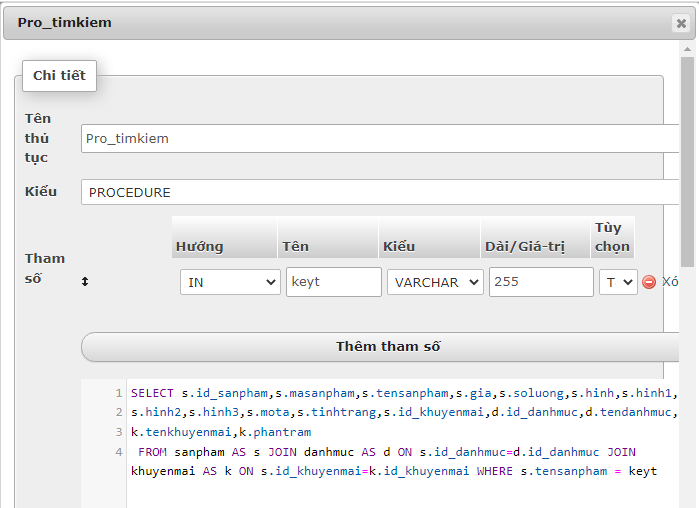 Pro_timkiem
Chi tiết
Tên thủ tục
Pro_timkiem
Kiểu
PROCEDURE
Tham số
Hướng Tên Kiểu Dài/Giá-trị Tùy chọn
IN keyt VARCHAR 255 T Xó
Thêm tham số
1 SELECT s.id_sanpham,s.masanpham,s.tensanpham,s.gia,s.soluong,s.hinh,s.hinh1,
2 s.hinh2,s.hinh3,s.mota,s.tinhtrang,s.id_khuyenmai,d.id_danhmuc,d.tendanhmuc,
3 k.tenkhuyenmai,k.phantram
4 FROM sanpham AS s JOIN danhmuc AS d ON s.id_danhmuc=d.id_danhmuc JOIN
khuyenmai AS k ON s.id_khuyenmai=k.id_khuyenmai WHERE s.tensanpham = keyt